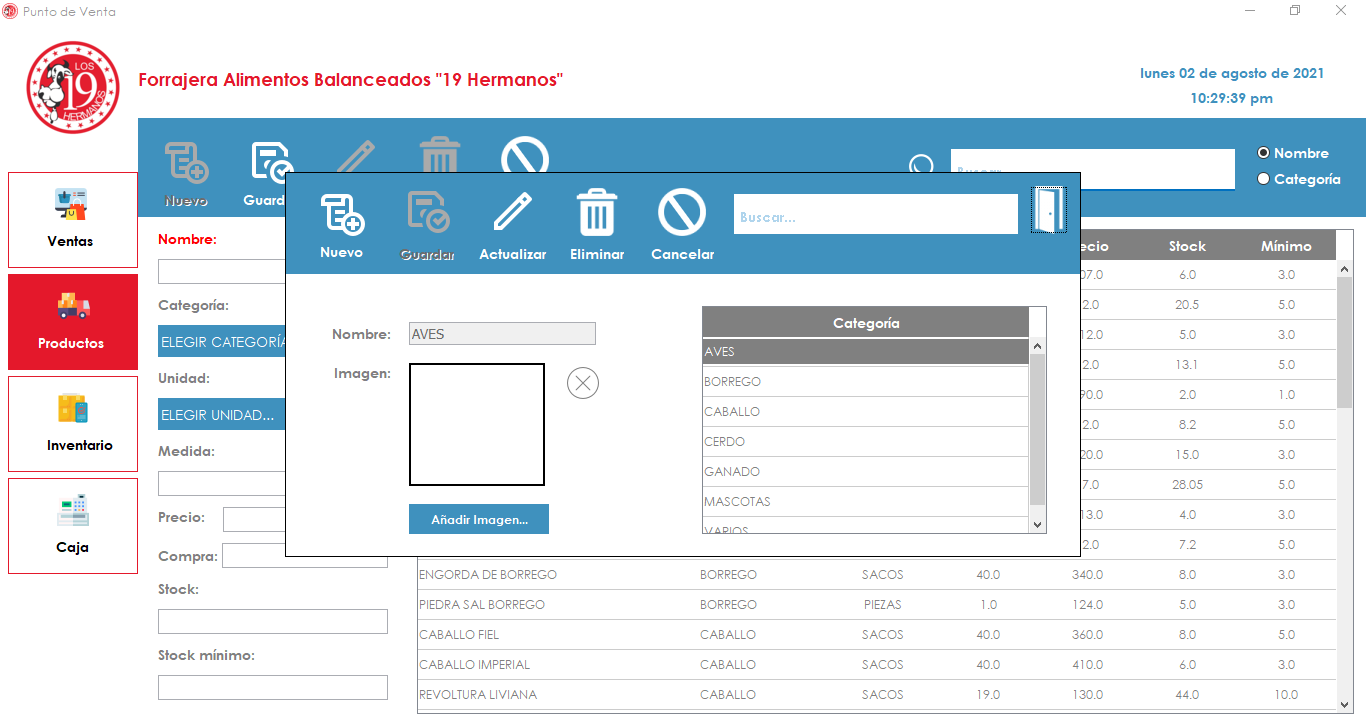 Punto de Venta
LOS
19
HERMANOS
Forrajera Alimentos Balanceados "19 Hermanos"
lunes 02 de agosto de 2021
10:29:39 pm
Nuevo
Nombre
Categoría
Nuevo Guardar Actualizar Eliminar Cancelar
Buscar...
Ventas
Productos
Inventario
Caja
Nombre:
Categoría:
ELEGIR CATEGORÍA
Unidad:
ELEGIR UNIDAD...
Medida:
Precio:
Compra:
Stock:
Stock mínimo:
Nombre: AVES
Imagen:
Añadir Imagen...
Categoría
AVES
BORREGO
CABALLO
CERDO
GANADO
MASCOTAS
VARIOS
Stock Mínimo
07.0 6.0 3.0
2.0 20.5 5.0
12.0 5.0 3.0
2.0 13.1 5.0
90.0 2.0 1.0
2.0 8.2 5.0
20.0 15.0 3.0
7.0 28.05 5.0
13.0 4.0 3.0
2.0 7.2 5.0
ENGORDA DE BORREGO BORREGO SACOS 40.0 340.0 8.0 3.0
PIEDRA SAL BORREGO BORREGO PIEZAS 1.0 124.0 5.0 3.0
CABALLO FIEL CABALLO SACOS 40.0 360.0 8.0 5.0
CABALLO IMPERIAL CABALLO SACOS 40.0 410.0 6.0 3.0
REVOLTURA LIVIANA CABALLO SACOS 19.0 130.0 44.0 10.0